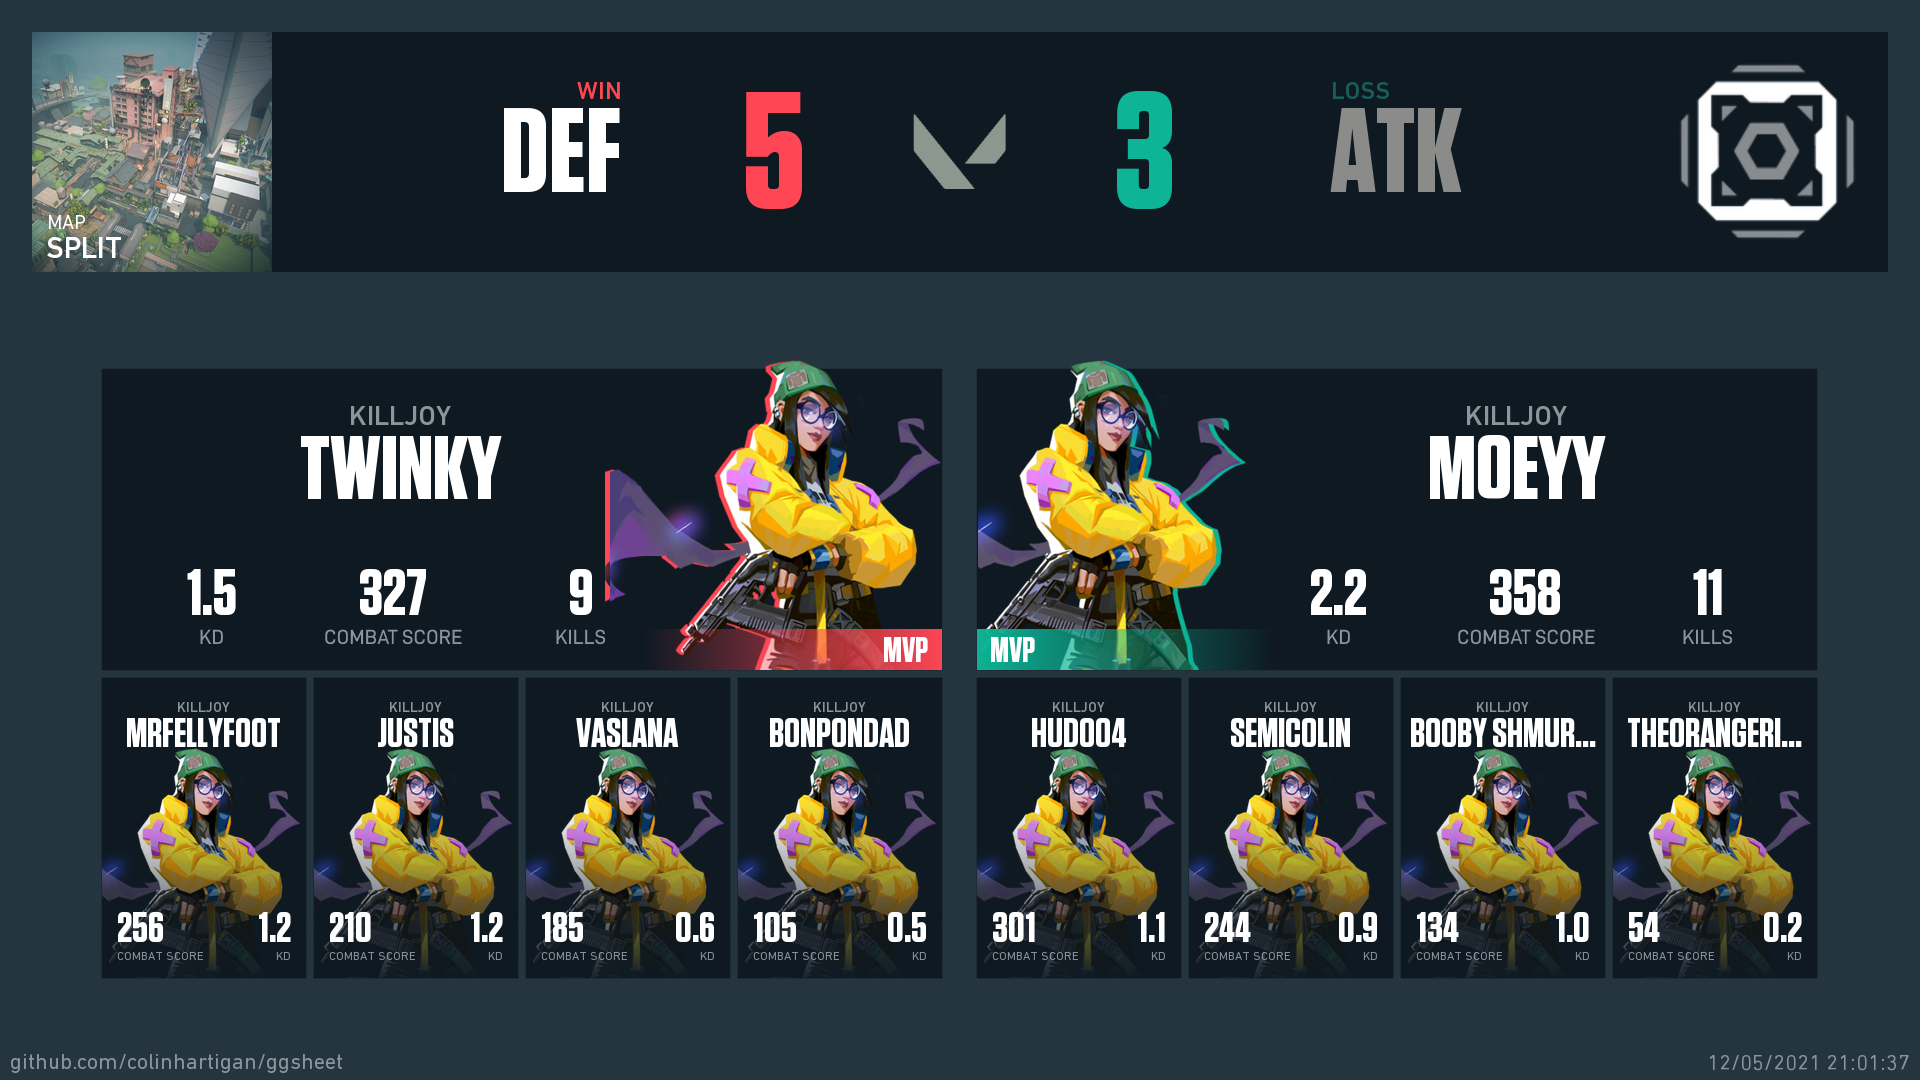 MAP
SPLIT
WIN
DEF
5
3
LOSS
ATK
KILLJOY
TWINKY
1.5
KD
327
COMBAT SCORE
9
KILLS
MVP
KILLJOY
MOEYY
MVP
2.2
KD
358
COMBAT SCORE
11
KILLS
KILLJOY
MRFELLYFOOT
256
COMBAT SCORE
1.2
KD
KILLJOY
JUSTIS
210
COMBAT SCORE
1.2
KD
KILLJOY
VASLANA
185
COMBAT SCORE
0.6
KD
KILLJOY
BONPONDAD
105
COMBAT SCORE
0.5
KD
KILLJOY
HUD004
301
COMBAT SCORE
1.1
KD
KILLJOY
SEMICOLIN
244
COMBAT SCORE
0.9
KD
KILLJOY
BOOBY SHMUR...
134
COMBAT SCORE
1.0
KD
KILLJOY
THEORANGERI...
54
COMBAT SCORE
0.2
KD
github.com/colinhartigan/ggsheet
12/05/2021 21:01:37